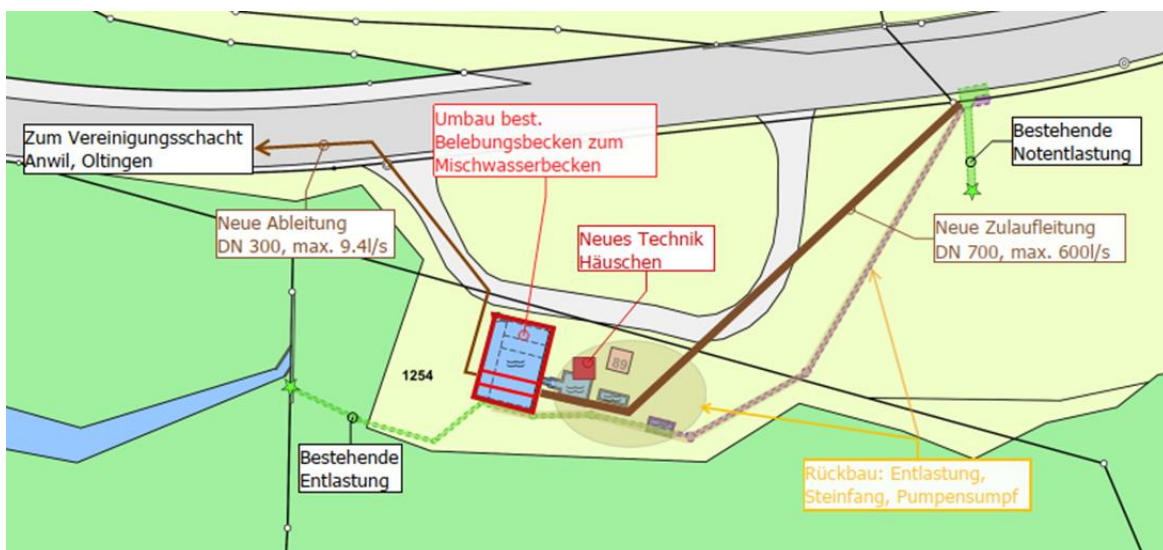 Zum Vereinigungsschacht
Anwil, Oltingen
Umbau best.
Belebungsbecken zum
Mischwasserbecken
Bestehende
Notentlastung
Neue Ableitung
DN 300, max. 9.4l/s
Neues Technik
Häuschen
Neue Zulaufleitung
DN 700, max. 600l/s
89
1254
Bestehende
Entlastung
Rückbau: Entlastung,
Steinfang, Pumpensumpf